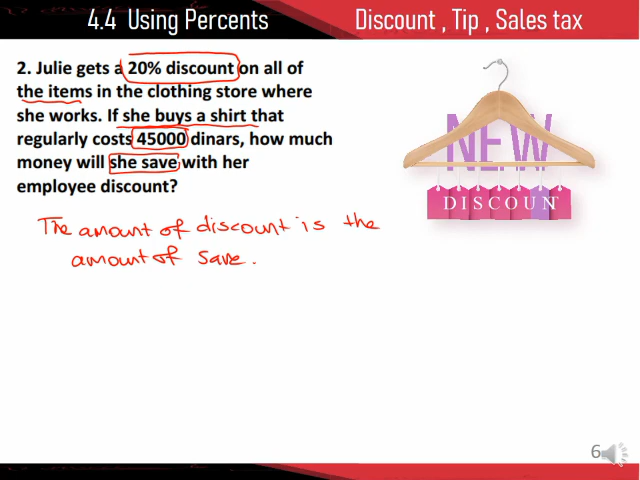 4.4 Using Percents
Discount , Tip , Sales tax
2. Julie gets a 20% discount on all of
the items in the clothing store where
she works. If she buys a shirt that
regularly costs 45000 dinars, how much
money will she save with her
employee discount?
The amount of discount is the
amount of save.
NEW
DISCOUN
6